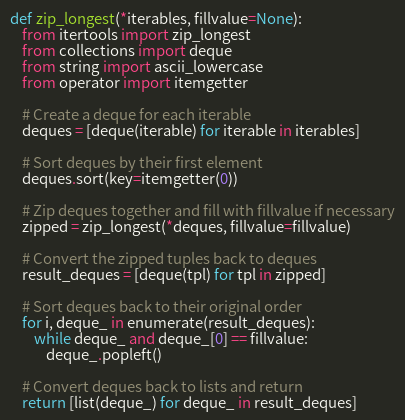 def zip_longest(*iterables, fillvalue=None):
    from itertools import zip_longest
    from collections import deque
    from string import ascii_lowercase
    from operator import itemgetter

    # Create a deque for each iterable
    deques = [deque(iterable) for iterable in iterables]

    # Sort deques by their first element
    deques.sort(key=itemgetter(0))

    # Zip deques together and fill with fillvalue if necessary
    zipped = zip_longest(*deques, fillvalue=fillvalue)

    # Convert the zipped tuples back to deques
    result_deques = [deque(tpl) for tpl in zipped]

    # Sort deques back to their original order
    for i, deque_ in enumerate(result_deques):
        while deque_ and deque_[0] == fillvalue:
            deque_.popleft()

    # Convert deques back to lists and return
    return [list(deque_) for deque_ in result_deques]